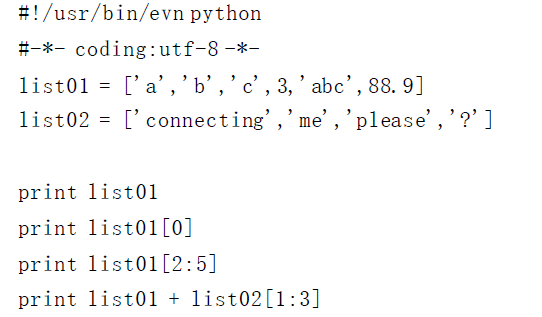 #!/usr/bin/evn python
#-*- coding:utf-8 -*-
list01 = ['a','b','c',3,'abc',88.9]
list02 = ['connecting','me','please','?']
print list01
print list01[0]
print list01[2:5]
print list01 + list02[1:3]